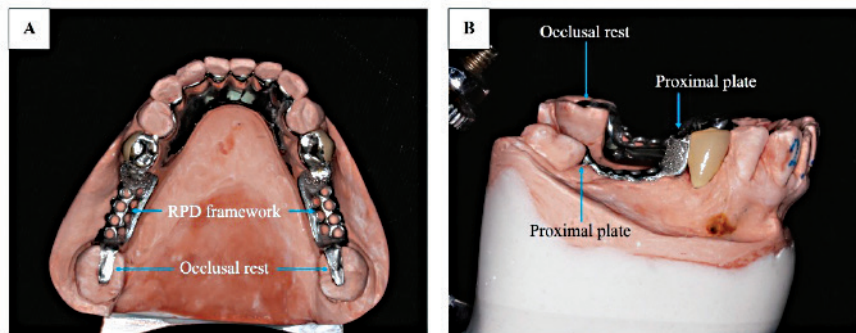 A
RPD framework
Occlusal rest
B
Occlusal rest
Proximal plate
Proximal plate